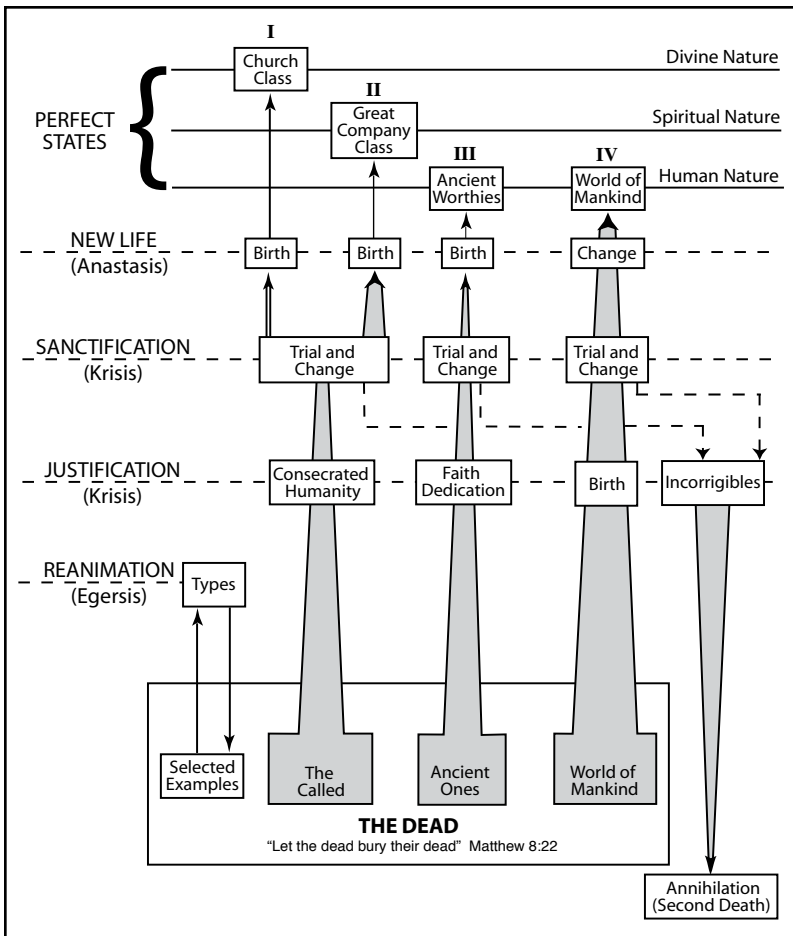 I
Church
Class
Divine Nature
II
PERFECT
STATES
Great
Company
Class
Spiritual Nature
III
IV
Ancient
Worthies
World of
Mankind
Human Nature
NEW LIFE
(Anastasis)
Birth
Birth
Birth
Change
SANCTIFICATION
(Krisis)
Trial and
Change
Trial and
Change
Trial and
Change
JUSTIFICATION
(Krisis)
Consecrated
Humanity
Faith
Dedication
Birth
Incorrigibles
REANIMATION
(Egersis)
Types
Selected
Examples
The
Called
Ancient
Ones
World of
Mankind
THE DEAD
“Let the dead bury their dead” Matthew 8:22
Annihilation
(Second Death)